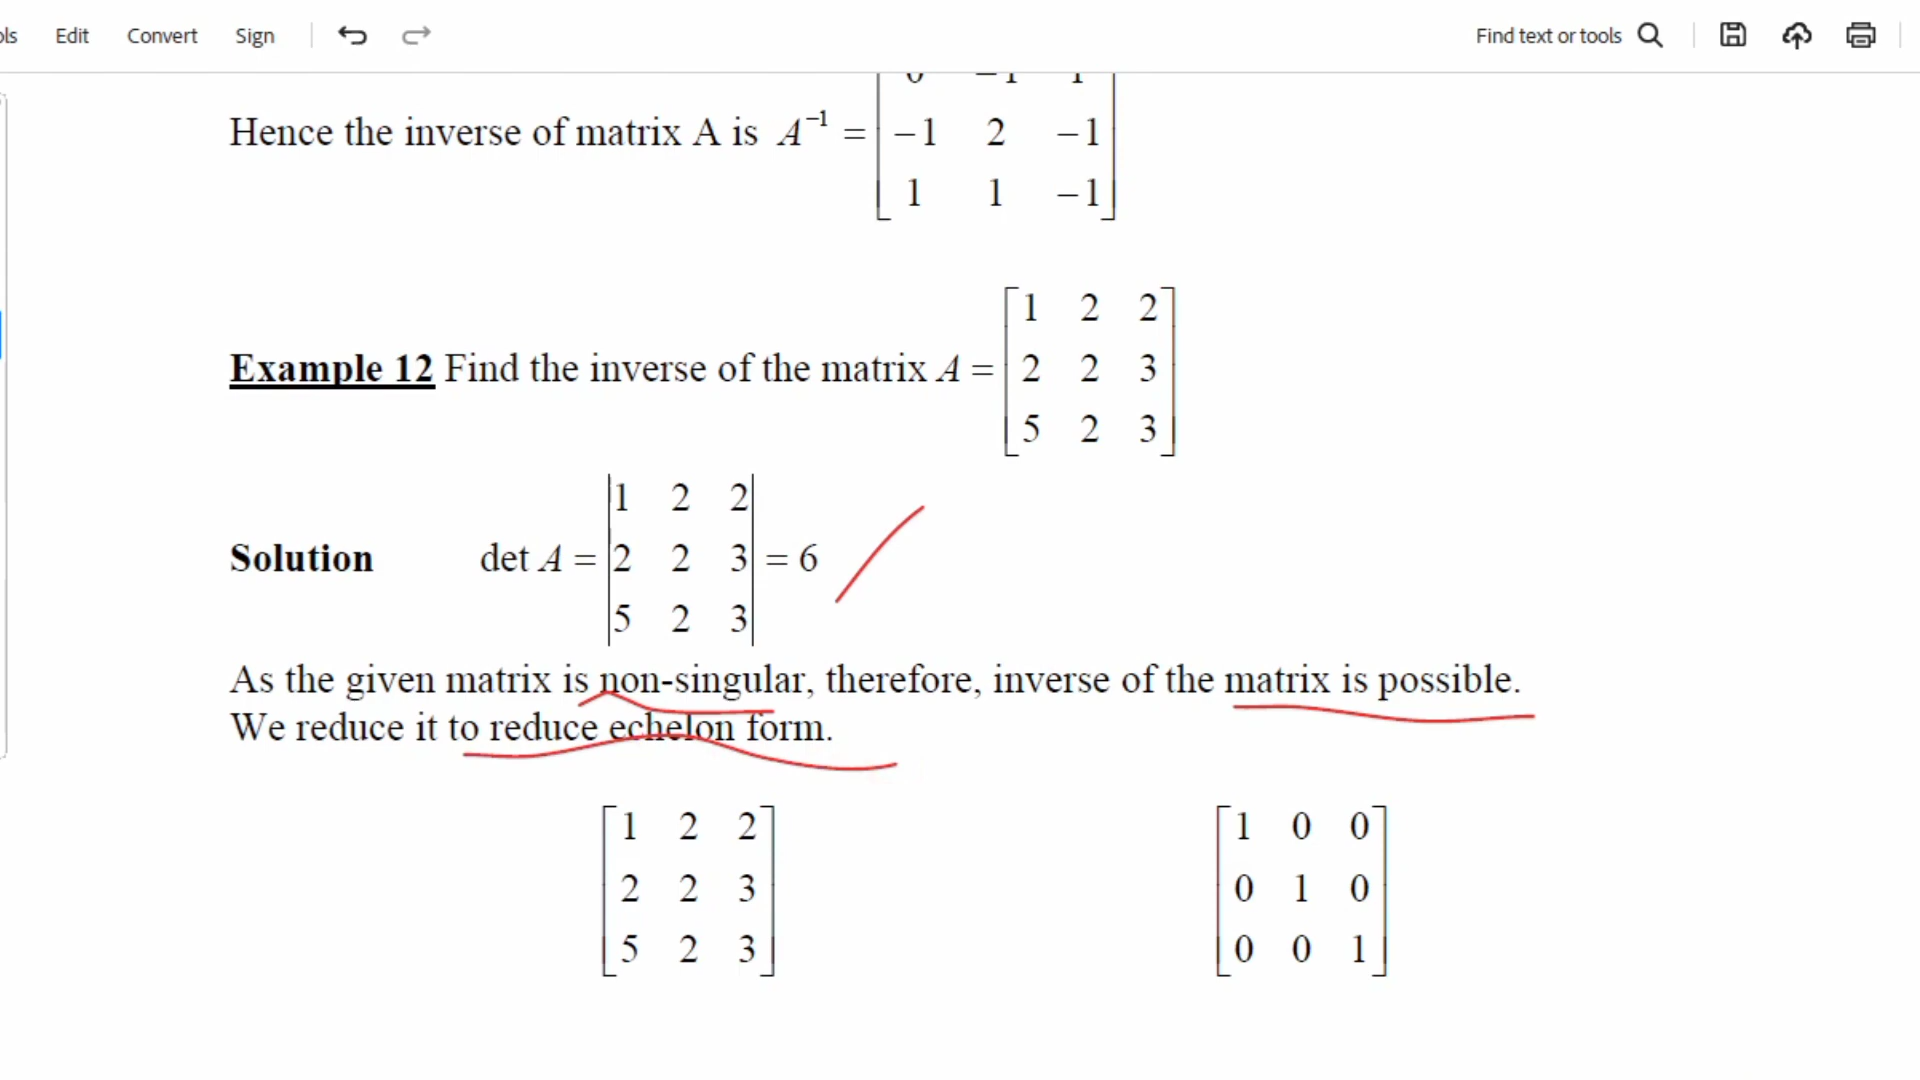 Edit Convert Sign Find text or tools
Hence the inverse of matrix A is A⁻¹ =
−1 2 −1
1 1 −1
Example 12 Find the inverse of the matrix A =
1 2 2
2 2 3
5 2 3
Solution det A =
1 2 2
2 2 3
5 2 3
= 6
As the given matrix is non-singular, therefore, inverse of the matrix is possible.
We reduce it to reduce echelon form.
1 2 2
2 2 3
5 2 3
1 0 0
0 1 0
0 0 1